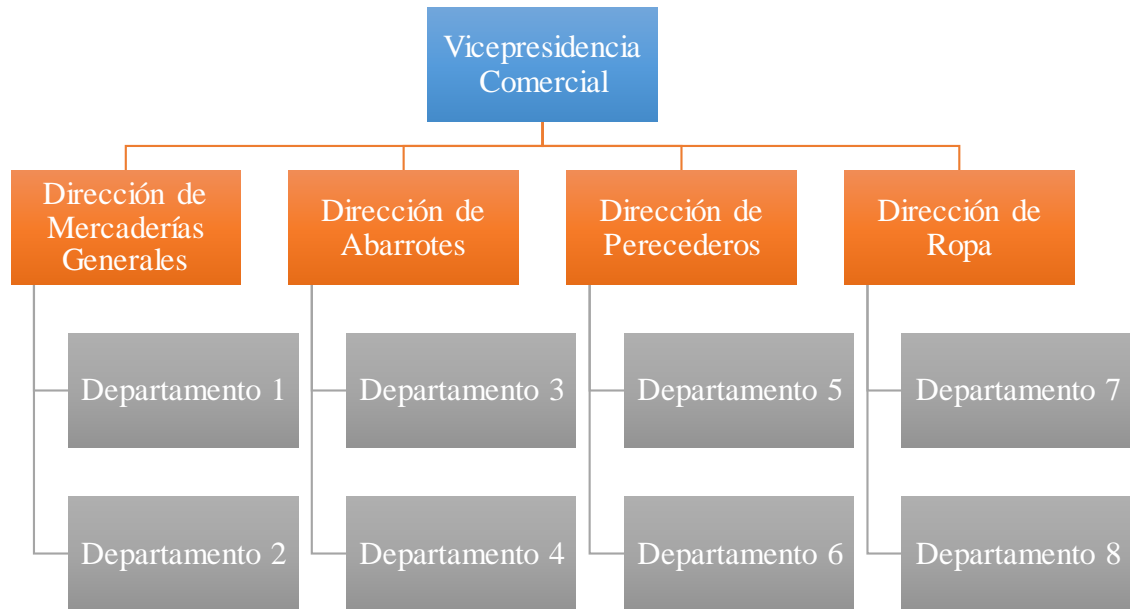 Vicepresidencia
Comercial
Dirección de
Mercaderías
Generales
Dirección de
Abarrotes
Dirección de
Perecederos
Dirección de
Ropa
Departamento 1
Departamento 3
Departamento 5
Departamento 7
Departamento 2
Departamento 4
Departamento 6
Departamento 8